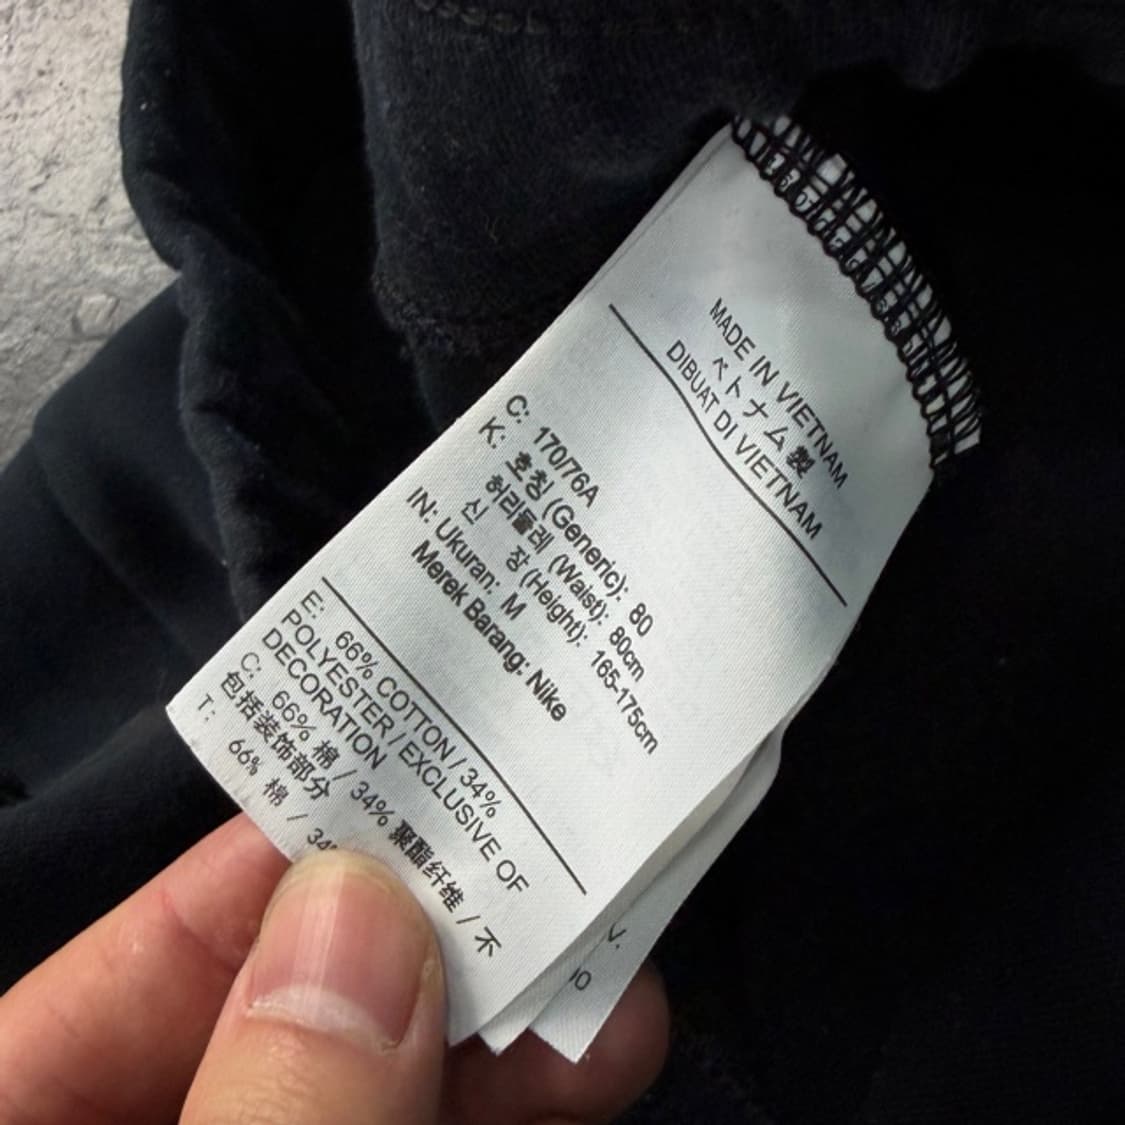 MADE IN VIETNAM
ベトナム製
DIBUAT DI VIETNAM
C: 170/76A
K: 호칭 (Generic): 80
허리둘레 (Waist): 80cm
신 장 (Height): 165-175cm
IN: Ukuran: M
Merek Barang: Nike
E: 66% COTTON / 34%
POLYESTER / EXCLUSIVE OF
DECORATION
C: 66% 棉 / 34% 聚酯纤维 / 不
包括装饰部分
T: 66% 棉 / 34%